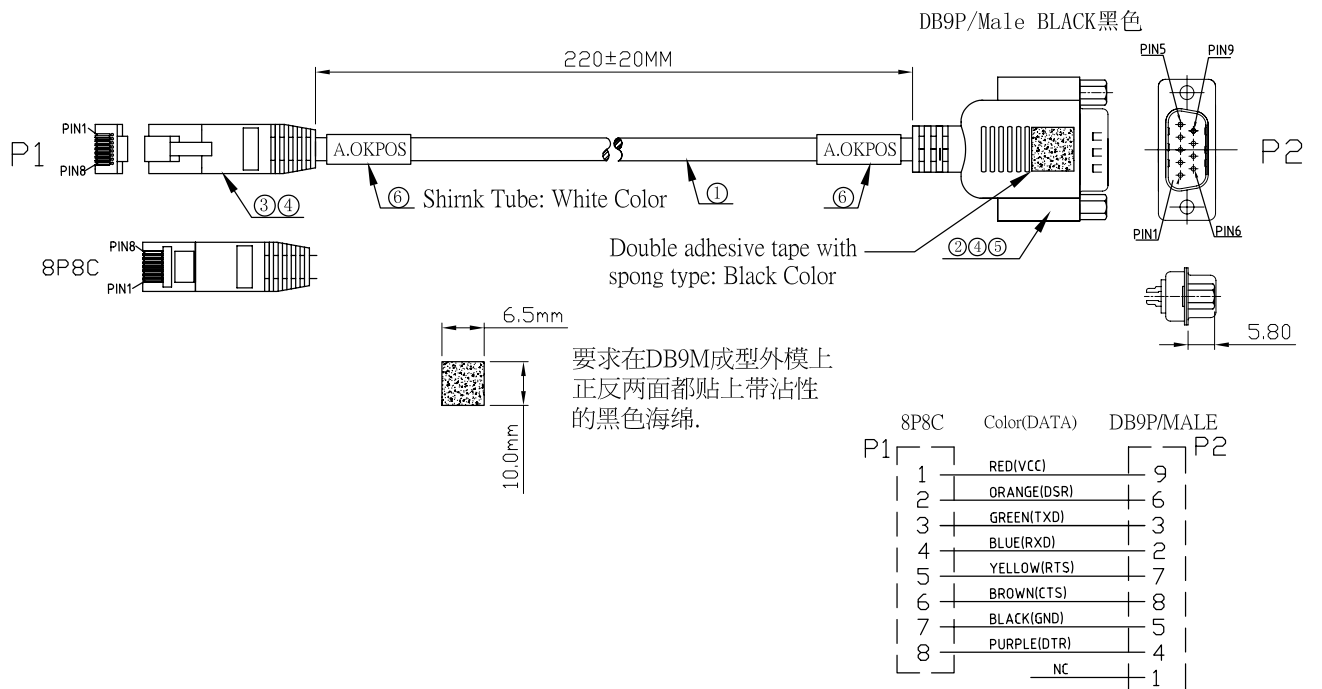 DB9P/Male BLACK黑色
220±20MM
PIN5
PIN9
P1
PIN1
PIN8
A.OKPOS
A.OKPOS
P2
③④
⑥ Shirnk Tube: White Color
①
⑥
PIN1
PIN6
8P8C
PIN8
PIN1
Double adhesive tape with
spong type: Black Color
②④⑤
5.80
6.5mm
10.0mm
要求在DB9M成型外模上
正反两面都贴上带沾性
的黑色海绵.
8P8C Color(DATA) DB9P/MALE
P1 P2
1 RED(VCC) 9
2 ORANGE(DSR) 6
3 GREEN(TXD) 3
4 BLUE(RXD) 2
5 YELLOW(RTS) 7
6 BROWN(CTS) 8
7 BLACK(GND) 5
8 PURPLE(DTR) 4
NC 1